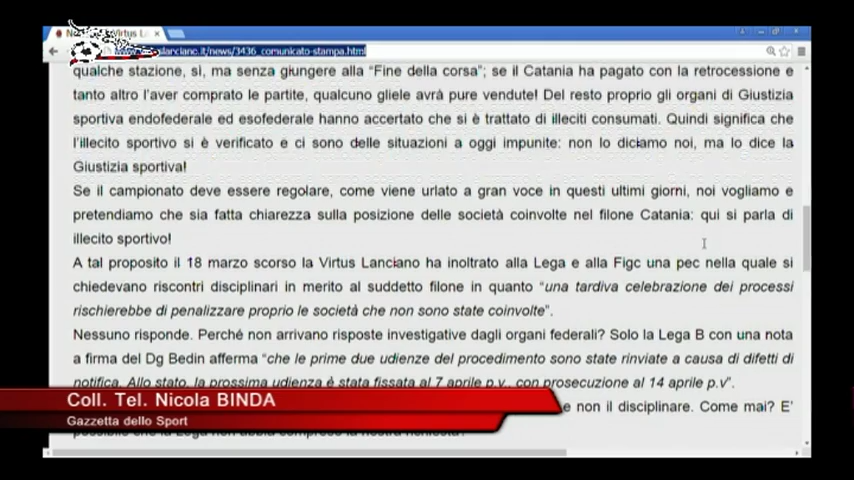 Virtus La
lanciano.it/news/3436_comunicato-stampa.html
qualche stazione, sì, ma senza giungere alla “Fine della corsa”; se il Catania ha pagato con la retrocessione e
tanto altro l’aver comprato le partite, qualcuno gliele avrà pure vendute! Del resto proprio gli organi di Giustizia
sportiva endofederale ed esofederale hanno accertato che si è trattato di illeciti consumati. Quindi significa che
l’illecito sportivo si è verificato e ci sono delle situazioni a oggi impunite: non lo diciamo noi, ma lo dice la
Giustizia sportiva!
Se il campionato deve essere regolare, come viene urlato a gran voce in questi ultimi giorni, noi vogliamo e
pretendiamo che sia fatta chiarezza sulla posizione delle società coinvolte nel filone Catania: qui si parla di
illecito sportivo!
A tal proposito il 18 marzo scorso la Virtus Lanciano ha inoltrato alla Lega e alla Figc una pec nella quale si
chiedevano riscontri disciplinari in merito al suddetto filone in quanto “una tardiva celebrazione dei processi
rischierebbe di penalizzare proprio le società che non sono state coinvolte”.
Nessuno risponde. Perché non arrivano risposte investigative dagli organi federali? Solo la Lega B con una nota
a firma del Dg Bedin afferma “che le prime due udienze del procedimento sono state rinviate a causa di difetti di
notifica. Allo stato, la prossima udienza è stata fissata al 7 aprile p.v., con prosecuzione al 14 aprile p.v”.
e non il disciplinare. Come mai? E’
Coll. Tel. Nicola BINDA
Gazzetta dello Sport